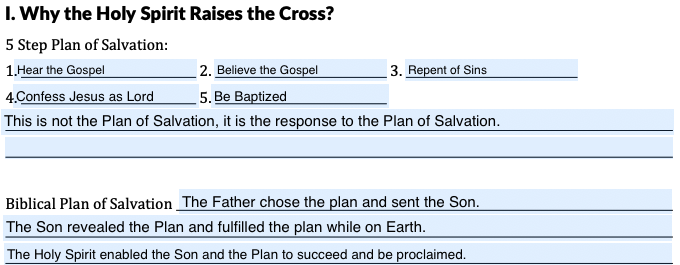 I. Why the Holy Spirit Raises the Cross?
5 Step Plan of Salvation:
1. Hear the Gospel 2. Believe the Gospel 3. Repent of Sins
4. Confess Jesus as Lord 5. Be Baptized
This is not the Plan of Salvation, it is the response to the Plan of Salvation.
Biblical Plan of Salvation The Father chose the plan and sent the Son.
The Son revealed the Plan and fulfilled the plan while on Earth.
The Holy Spirit enabled the Son and the Plan to succeed and be proclaimed.